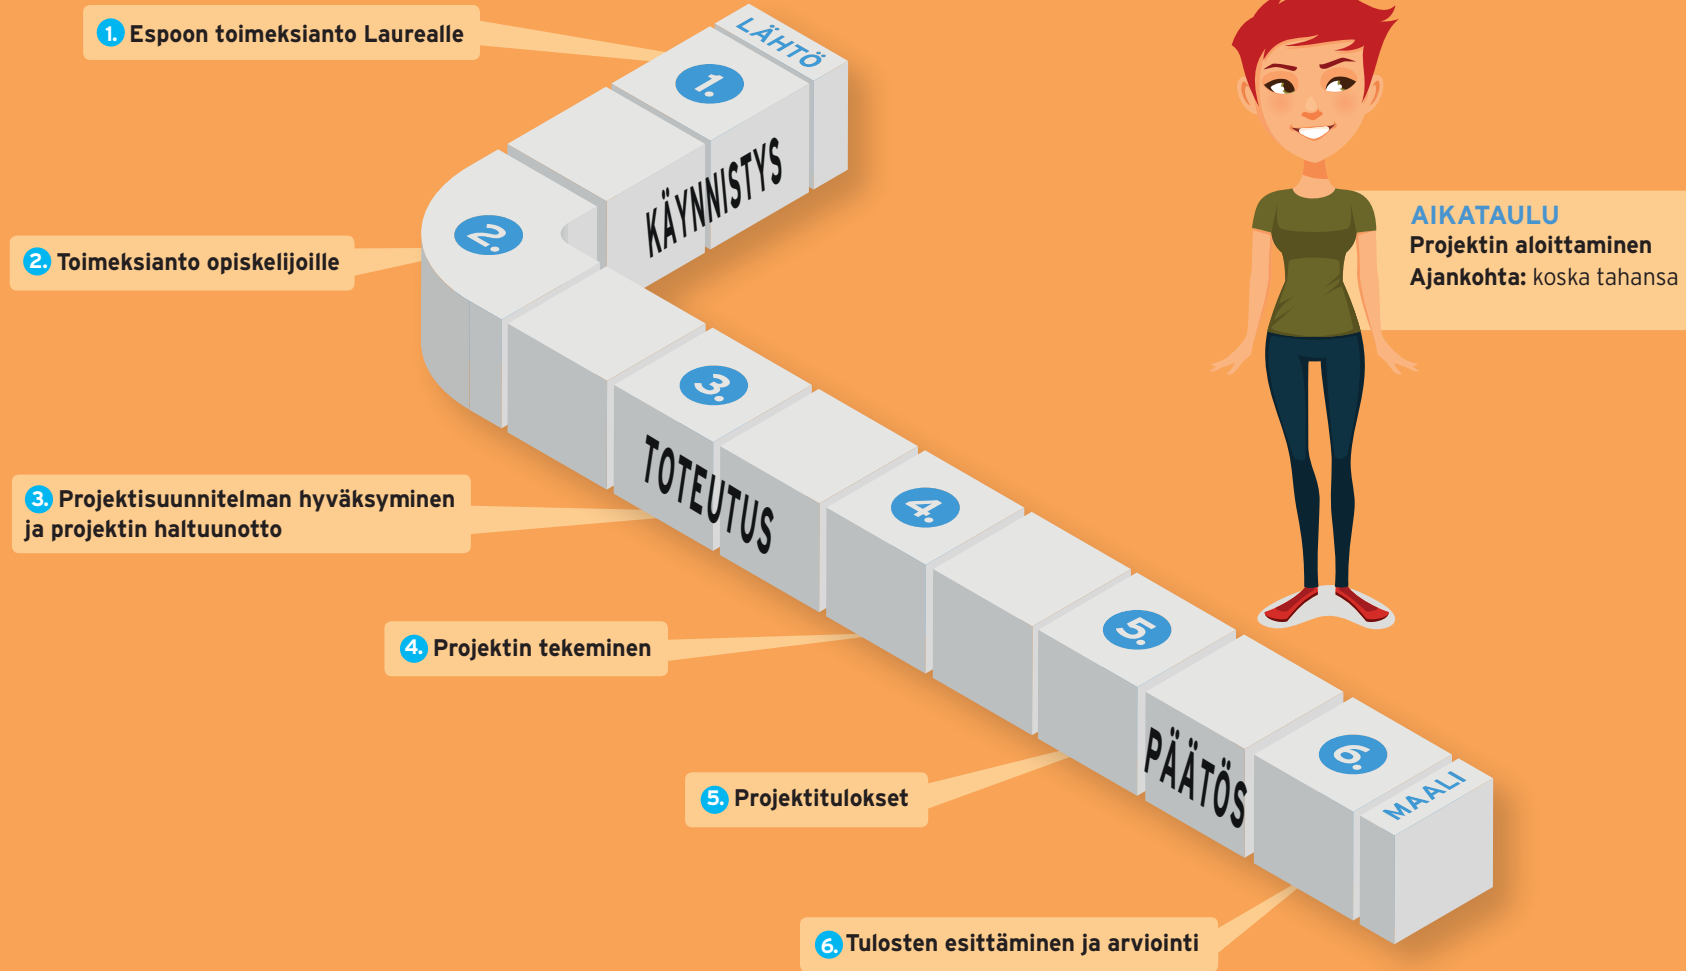 1. Espoon toimeksianto Laurealle
LÄHTÖ
1.
KÄYNNISTYS
2.
2. Toimeksianto opiskelijoille
AIKATAULU
Projektin aloittaminen
Ajankohta: koska tahansa
3.
TOTEUTUS
3. Projektisuunnitelman hyväksyminen
ja projektin haltuunotto
4.
4. Projektin tekeminen
5.
5. Projektitulokset
PÄÄTÖS
6.
MAALI
6. Tulosten esittäminen ja arviointi